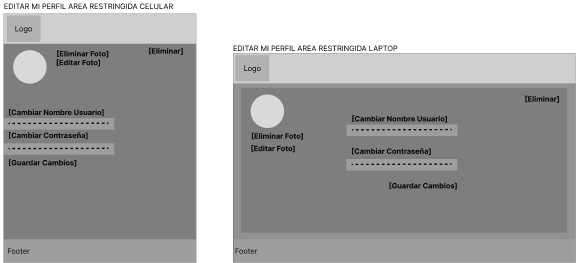 EDITAR MI PERFIL AREA RESTRINGIDA CELULAR
Logo
[Eliminar Foto]
[Editar Foto]
[Eliminar]
[Cambiar Nombre Usuario]
[Cambiar Contraseña]
[Guardar Cambios]
Footer
EDITAR MI PERFIL AREA RESTRINGIDA LAPTOP
Logo
[Eliminar]
[Eliminar Foto]
[Editar Foto]
[Cambiar Nombre Usuario]
[Cambiar Contraseña]
[Guardar Cambios]
Footer